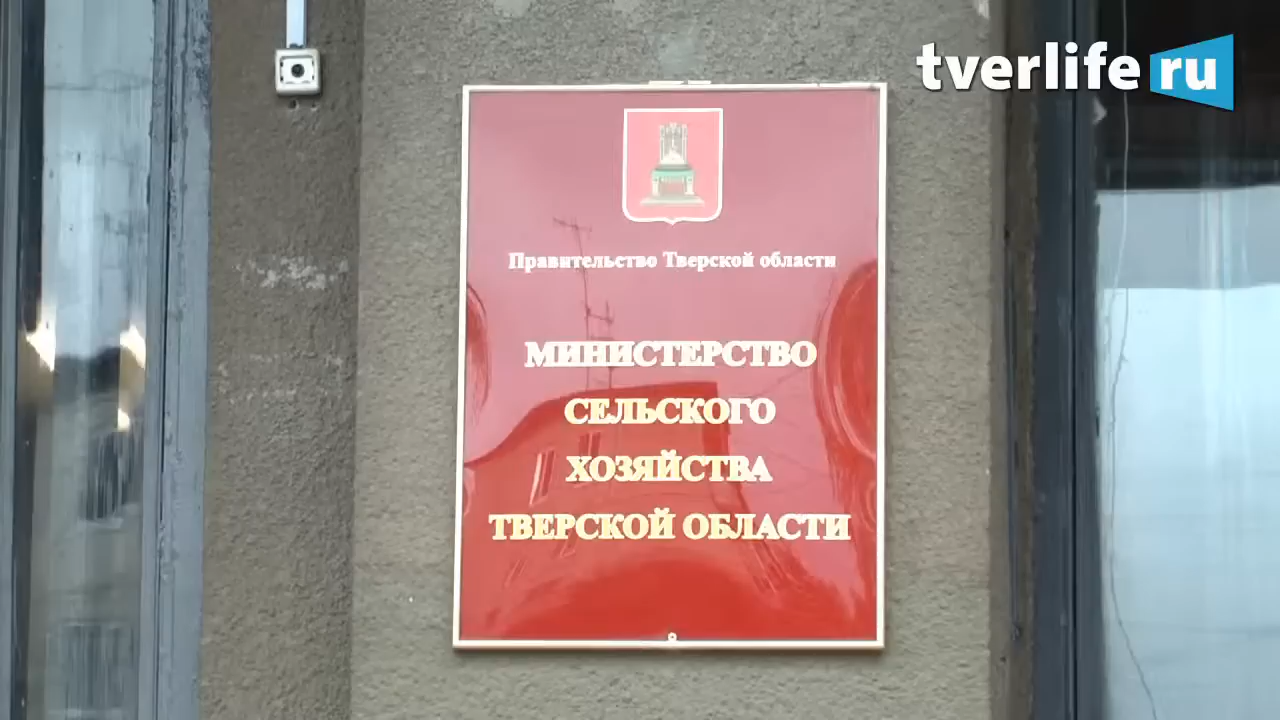 tverlife ru
Правительство Тверской области
МИНИСТЕРСТВО
СЕЛЬСКОГО
ХОЗЯЙСТВА
ТВЕРСКОЙ ОБЛАСТИ